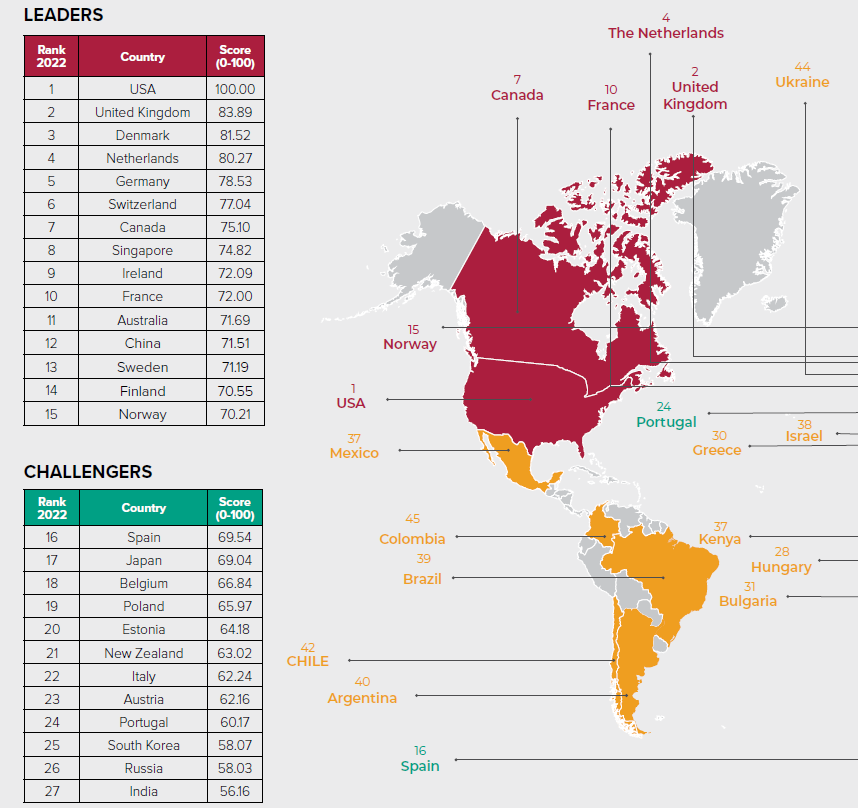 LEADERS
Rank 2022 Country Score (0-100)
1 USA 100.00
2 United Kingdom 83.89
3 Denmark 81.52
4 Netherlands 80.27
5 Germany 78.53
6 Switzerland 77.04
7 Canada 75.10
8 Singapore 74.82
9 Ireland 72.09
10 France 72.00
11 Australia 71.69
12 China 71.51
13 Sweden 71.19
14 Finland 70.55
15 Norway 70.21
CHALLENGERS
Rank 2022 Country Score (0-100)
16 Spain 69.54
17 Japan 69.04
18 Belgium 66.84
19 Poland 65.97
20 Estonia 64.18
21 New Zealand 63.02
22 Italy 62.24
23 Austria 62.16
24 Portugal 60.17
25 South Korea 58.07
26 Russia 58.03
27 India 56.16
4
The Netherlands
7
Canada
10
France
2
United
Kingdom
44
Ukraine
15
Norway
1
USA
24
Portugal
38
Israel
30
Greece
37
Mexico
45
Colombia
37
Kenya
39
Brazil
28
Hungary
31
Bulgaria
42
CHILE
40
Argentina
16
Spain